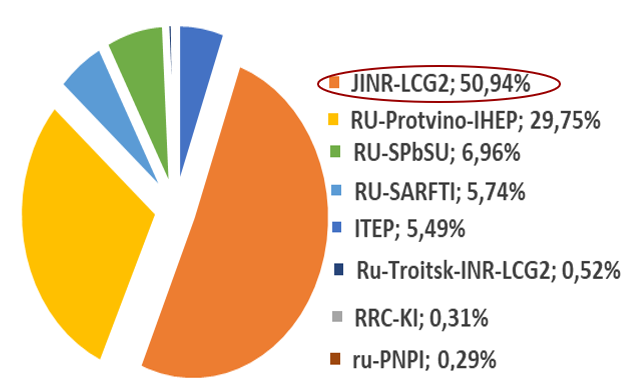 JINR-LCG2; 50,94%
RU-Protvino-IHEP; 29,75%
RU-SPbSU; 6,96%
RU-SARFTI; 5,74%
ITEP; 5,49%
Ru-Troitsk-INR-LCG2; 0,52%
RRC-KI; 0,31%
ru-PNPI; 0,29%